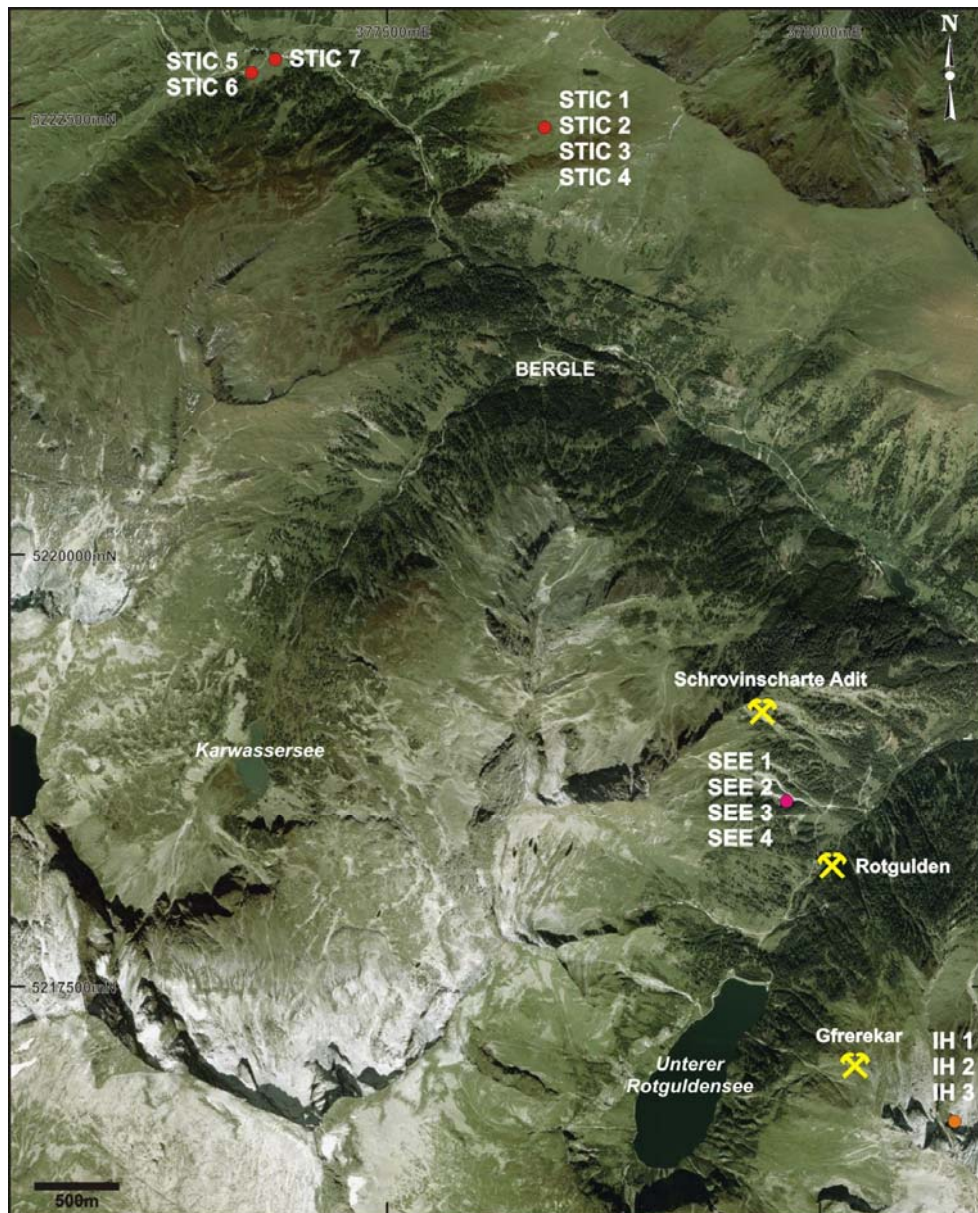 377500mE
378000mE
N
STIC 5
STIC 6
STIC 7
STIC 1
STIC 2
STIC 3
STIC 4
5222500mN
BERGLE
5220000mN
Schrovinscharte Adit
Karwassersee
SEE 1
SEE 2
SEE 3
SEE 4
Rotgulden
5217500mN
Gfrerekar
IH 1
IH 2
IH 3
Unterer
Rotguldensee
500m